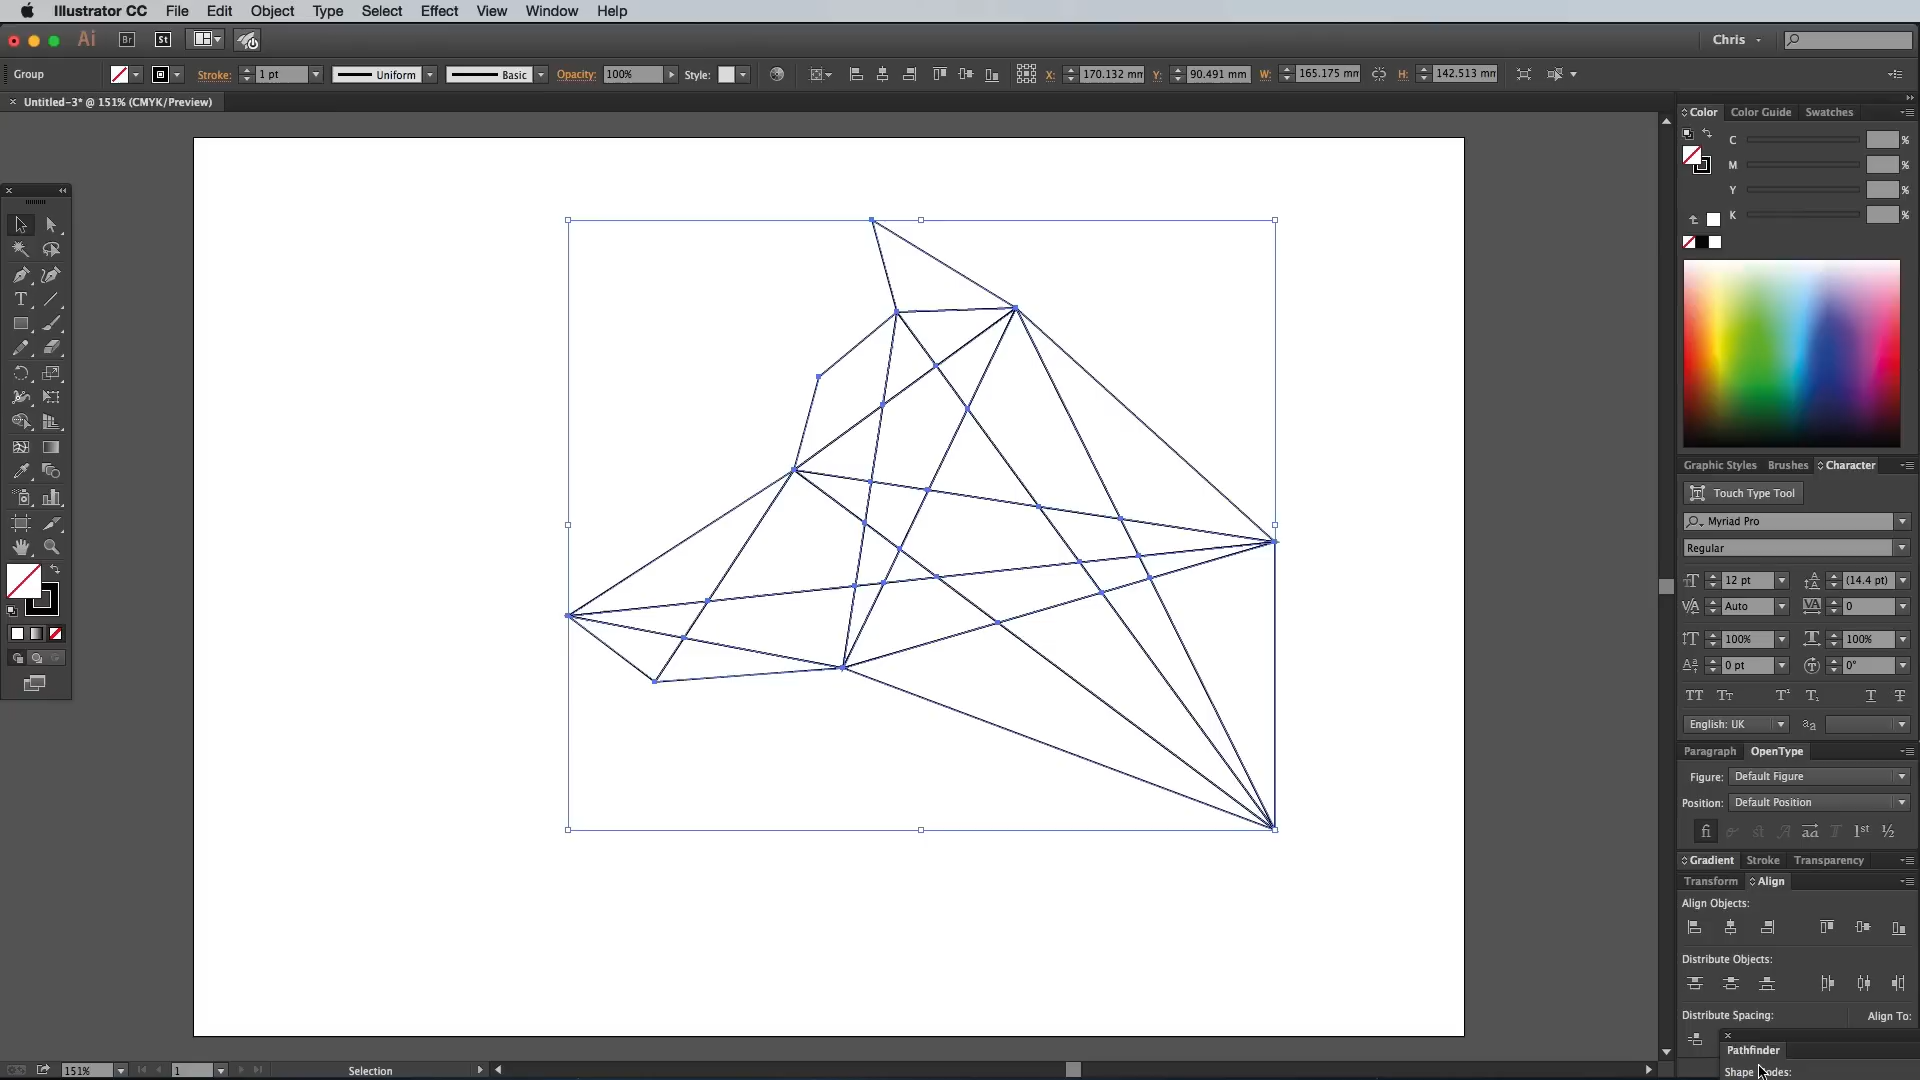 Illustrator CC File Edit Object Type Select Effect View Window Help
Ai Br St Chris
Group Stroke: 1 pt Uniform Basic Opacity: 100% Style: X: 170.132 mm Y: 90.491 mm W: 165.175 mm H: 142.513 mm
Untitled-3* @ 151% (CMYK/Preview)
Color Color Guide Swatches
C %
M %
Y %
K %
Graphic Styles Brushes Character
Touch Type Tool
Myriad Pro
Regular
12 pt (14.4 pt)
Auto 0
100% 100%
0 pt 0°
English: UK
Paragraph OpenType
Figure: Default Figure
Position: Default Position
Gradient Stroke Transparency
Transform Align
Align Objects:
Distribute Objects:
Distribute Spacing: Align To:
Pathfinder
151% 1 Selection